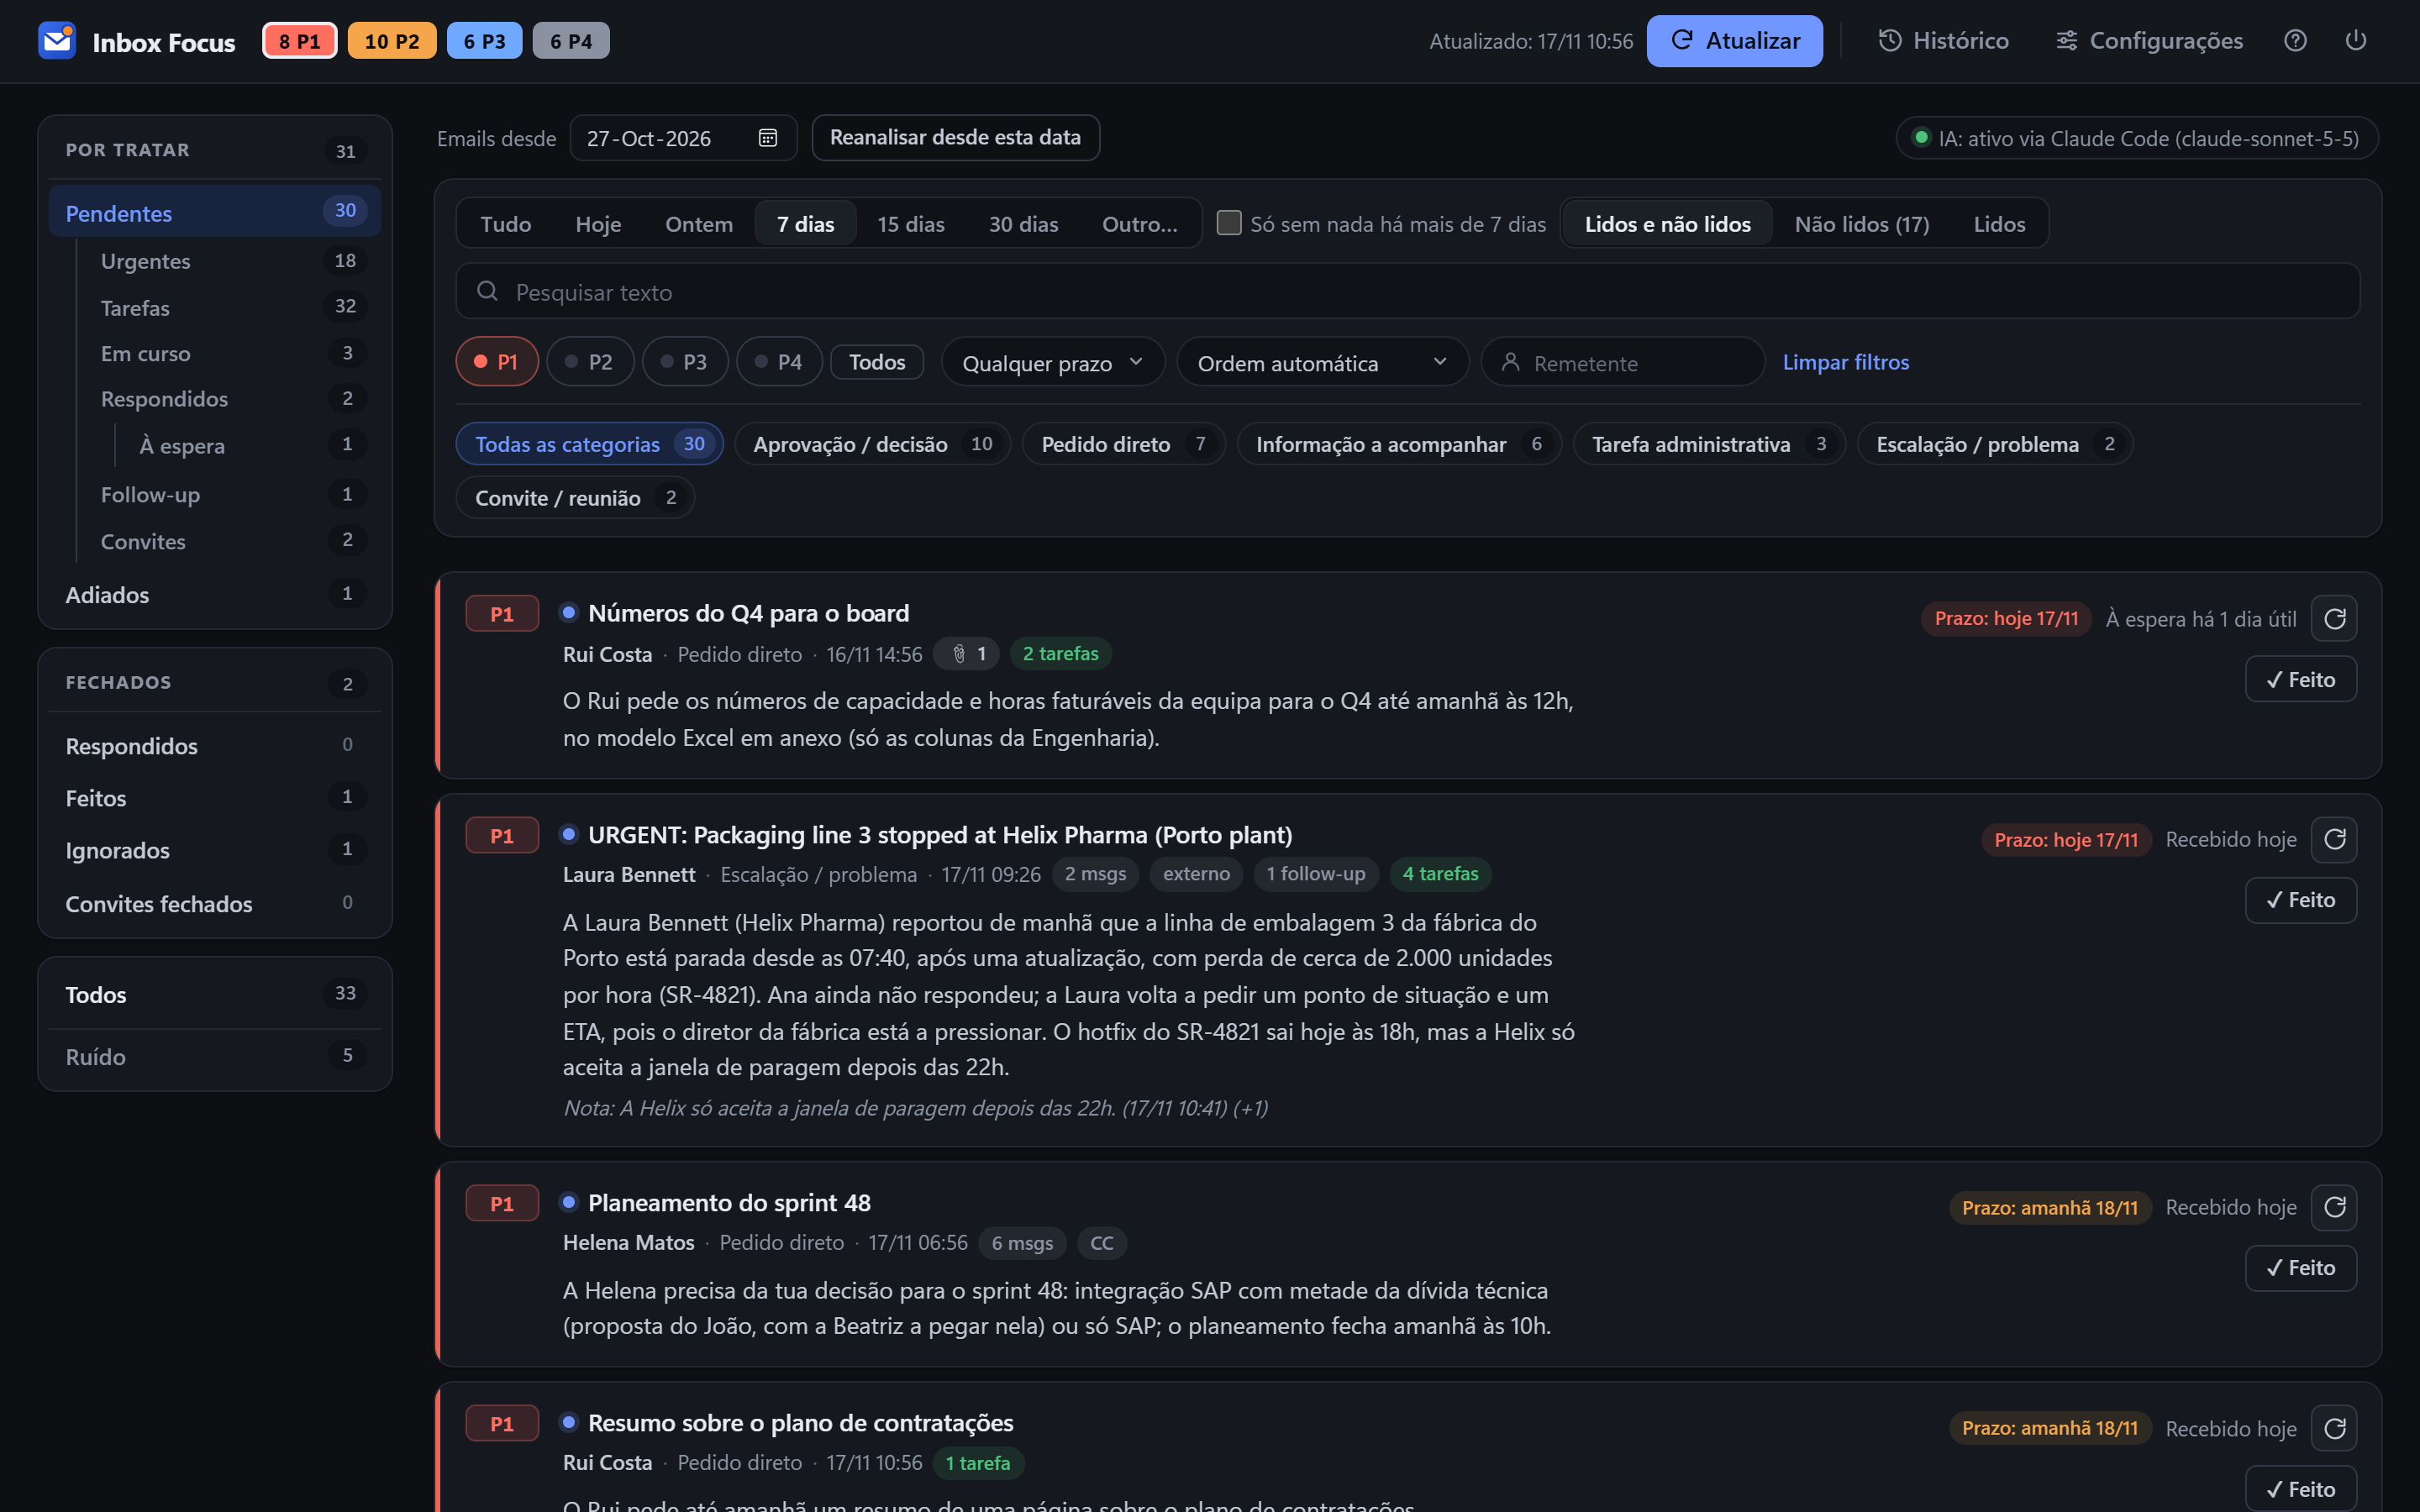 Inbox Focus
8 P1
10 P2
6 P3
6 P4
Atualizado: 17/11 10:56
Atualizar
Histórico
Configurações
POR TRATAR 31
Pendentes 30
Urgentes 18
Tarefas 32
Em curso 3
Respondidos 2
À espera 1
Follow-up 1
Convites 2
Adiados 1
FECHADOS 2
Respondidos 0
Feitos 1
Ignorados 1
Convites fechados 0
Todos 33
Ruído 5
Emails desde 27-Oct-2026 Reanalisar desde esta data
IA: ativo via Claude Code (claude-sonnet-5-5)
Tudo Hoje Ontem 7 dias 15 dias 30 dias Outro... Só sem nada há mais de 7 dias Lidos e não lidos Não lidos (17) Lidos
Pesquisar texto
P1 P2 P3 P4 Todos Qualquer prazo Ordem automática Remetente Limpar filtros
Todas as categorias 30 Aprovação / decisão 10 Pedido direto 7 Informação a acompanhar 6 Tarefa administrativa 3 Escalação / problema 2
Convite / reunião 2
P1 Números do Q4 para o board Prazo: hoje 17/11 À espera há 1 dia útil
Rui Costa · Pedido direto · 16/11 14:56 1 2 tarefas
✓ Feito
O Rui pede os números de capacidade e horas faturáveis da equipa para o Q4 até amanhã às 12h,
no modelo Excel em anexo (só as colunas da Engenharia).
P1 URGENT: Packaging line 3 stopped at Helix Pharma (Porto plant) Prazo: hoje 17/11 Recebido hoje
Laura Bennett · Escalação / problema · 17/11 09:26 2 msgs externo 1 follow-up 4 tarefas
✓ Feito
A Laura Bennett (Helix Pharma) reportou de manhã que a linha de embalagem 3 da fábrica do
Porto está parada desde as 07:40, após uma atualização, com perda de cerca de 2.000 unidades
por hora (SR-4821). Ana ainda não respondeu; a Laura volta a pedir um ponto de situação e um
ETA, pois o diretor da fábrica está a pressionar. O hotfix do SR-4821 sai hoje às 18h, mas a Helix só
aceita a janela de paragem depois das 22h.
Nota: A Helix só aceita a janela de paragem depois das 22h. (17/11 10:41) (+1)
P1 Planeamento do sprint 48 Prazo: amanhã 18/11 Recebido hoje
Helena Matos · Pedido direto · 17/11 06:56 6 msgs CC
✓ Feito
A Helena precisa da tua decisão para o sprint 48: integração SAP com metade da dívida técnica
(proposta do João, com a Beatriz a pegar nela) ou só SAP; o planeamento fecha amanhã às 10h.
P1 Resumo sobre o plano de contratações Prazo: amanhã 18/11 Recebido hoje
Rui Costa · Pedido direto · 17/11 10:56 1 tarefa
✓ Feito
O Rui pede até amanhã um resumo de uma página sobre o plano de contratações